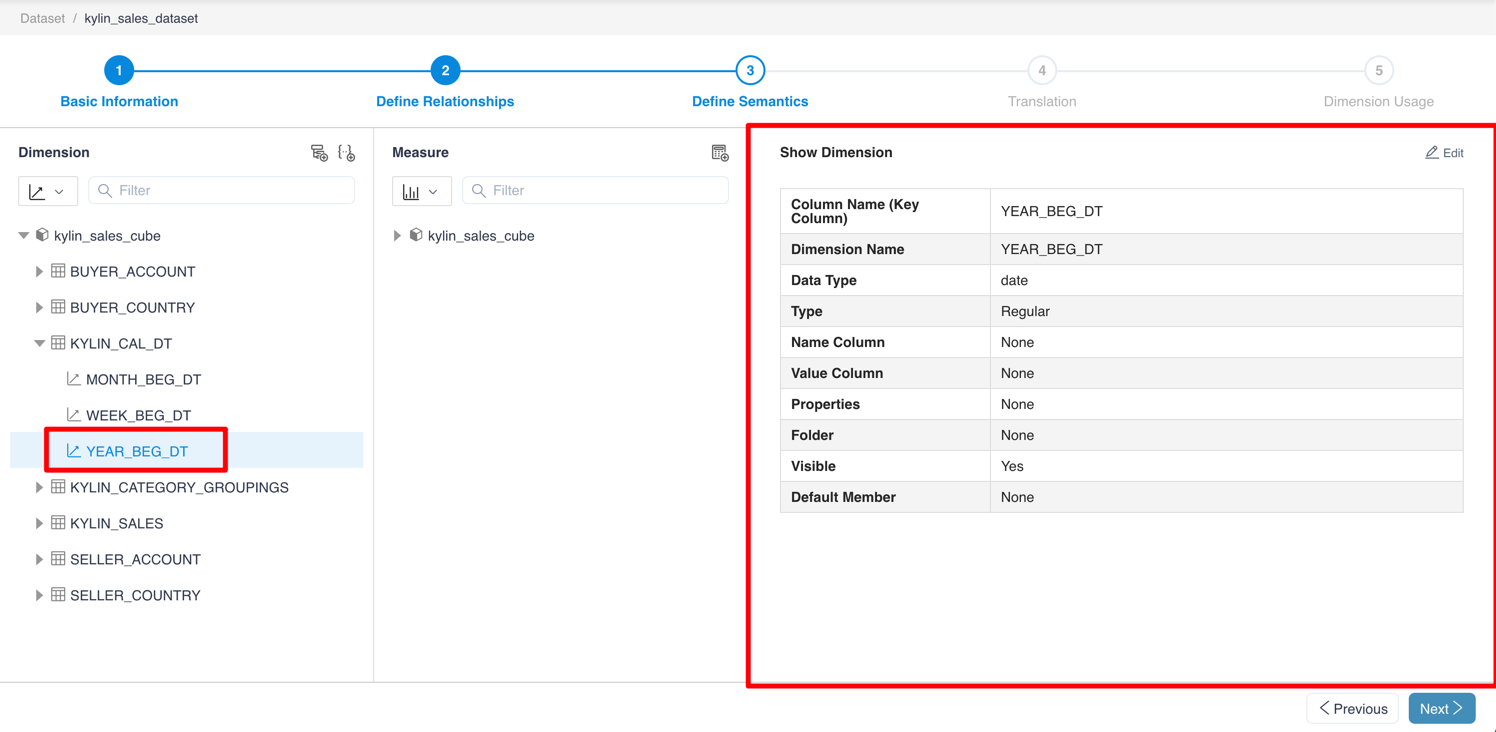 Dataset / kylin_sales_dataset
1 2 3 4 5
Basic Information Define Relationships Define Semantics Translation Dimension Usage
Dimension
Filter
kylin_sales_cube
BUYER_ACCOUNT
BUYER_COUNTRY
KYLIN_CAL_DT
MONTH_BEG_DT
WEEK_BEG_DT
YEAR_BEG_DT
KYLIN_CATEGORY_GROUPINGS
KYLIN_SALES
SELLER_ACCOUNT
SELLER_COUNTRY
Measure
Filter
kylin_sales_cube
Show Dimension Edit
Column Name (Key
Column) YEAR_BEG_DT
Dimension Name YEAR_BEG_DT
Data Type date
Type Regular
Name Column None
Value Column None
Properties None
Folder None
Visible Yes
Default Member None
Previous Next